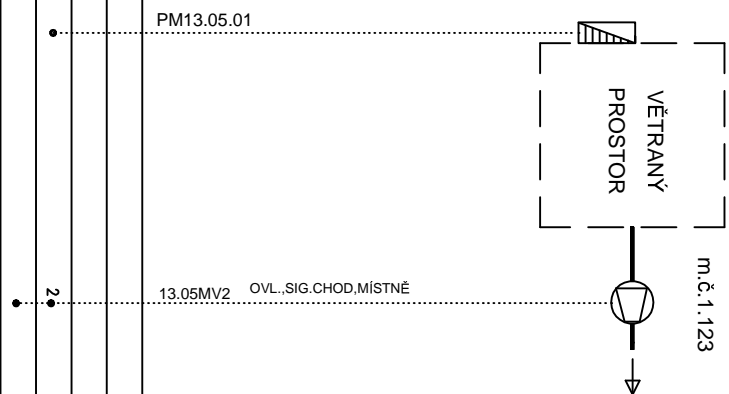 PM13.05.01
VĚTRANÝ
PROSTOR
m.č.1.123
2
13.05MV2
OVL.,SIG.CHOD,MÍSTNĚ